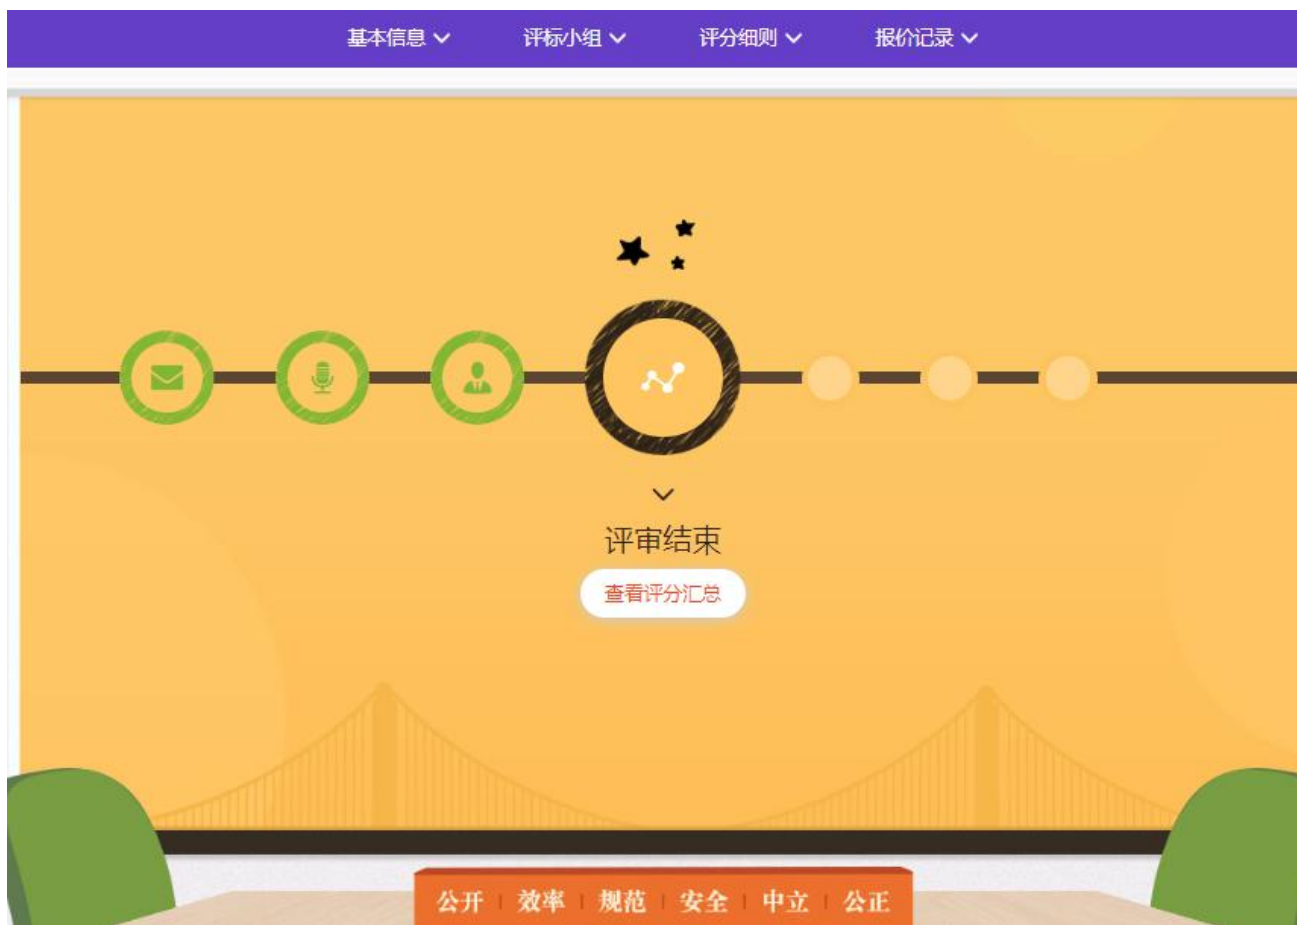 基本信息 评标小组 评分细则 报价记录
评审结束
查看评分汇总
公开 效率 规范 安全 中立 公正